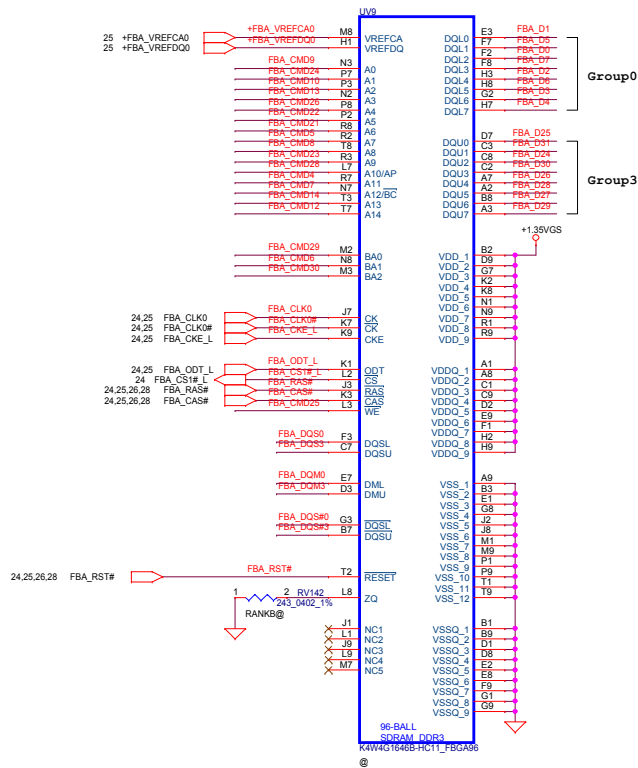 UV9
25 +FBA_VREFCA0 +FBA_VREFCA0 M8 VREFCA
25 +FBA_VREFDQ0 +FBA_VREFDQ0 H1 VREFDQ
FBA_CMD9 N3 A0
FBA_CMD24 P7 A1
FBA_CMD10 P3 A2
FBA_CMD13 N2 A3
FBA_CMD26 P8 A4
FBA_CMD22 P2 A5
FBA_CMD21 R8 A6
FBA_CMD5 R2 A7
FBA_CMD8 T8 A8
FBA_CMD23 R3 A9
FBA_CMD28 L7 A10/AP
FBA_CMD4 R7 A11
FBA_CMD7 N7 A12/BC
FBA_CMD14 T3 A13
FBA_CMD12 T7 A14
FBA_CMD29 M2 BA0
FBA_CMD6 N8 BA1
FBA_CMD30 M3 BA2
24,25 FBA_CLK0 FBA_CLK0 J7 CK
24,25 FBA_CLK0# FBA_CLK0# K7 CK
24,25 FBA_CKE_L FBA_CKE_L K9 CKE
24,25 FBA_ODT_L FBA_ODT_L K1 ODT
24 FBA_CS1#_L FBA_CS1#_L L2 CS
24,25,26,28 FBA_RAS# FBA_RAS# J3 RAS
24,25,26,28 FBA_CAS# FBA_CAS# K3 CAS
FBA_CMD25 L3 WE
FBA_DQS0 F3 DQSL
FBA_DQS3 C7 DQSU
FBA_DQM0 E7 DML
FBA_DQM3 D3 DMU
FBA_DQS#0 G3 DQSL
FBA_DQS#3 B7 DQSU
24,25,26,28 FBA_RST# FBA_RST# T2 RESET
1 2 RV142 L8 ZQ
243_0402_1%
RANKB@
J1 NC1
L1 NC2
J9 NC3
L9 NC4
M7 NC5
DQL0 E3 FBA_D1
DQL1 F7 FBA_D5
DQL2 F2 FBA_D0
DQL3 F8 FBA_D7
DQL4 H3 FBA_D2
DQL5 H8 FBA_D6
DQL6 G2 FBA_D3
DQL7 H7 FBA_D4
Group0
DQU0 D7 FBA_D25
DQU1 C3 FBA_D31
DQU2 C8 FBA_D24
DQU3 C2 FBA_D30
DQU4 A7 FBA_D26
DQU5 A2 FBA_D28
DQU6 B8 FBA_D27
DQU7 A3 FBA_D29
Group3
+1.35VGS
VDD_1 B2
VDD_2 D9
VDD_3 G7
VDD_4 K2
VDD_5 K8
VDD_6 N1
VDD_7 N9
VDD_8 R1
VDD_9 R9
VDDQ_1 A1
VDDQ_2 A8
VDDQ_3 C1
VDDQ_4 C9
VDDQ_5 D2
VDDQ_6 E9
VDDQ_7 F1
VDDQ_8 H2
VDDQ_9 H9
VSS_1 A9
VSS_2 B3
VSS_3 E1
VSS_4 G8
VSS_5 J2
VSS_6 J8
VSS_7 M1
VSS_8 M9
VSS_9 P1
VSS_10 P9
VSS_11 T1
VSS_12 T9
VSSQ_1 B1
VSSQ_2 B9
VSSQ_3 D1
VSSQ_4 D8
VSSQ_5 E2
VSSQ_6 E8
VSSQ_7 F9
VSSQ_8 G1
VSSQ_9 G9
96-BALL
SDRAM_DDR3
K4W4G1646B-HC11_FBGA96
@